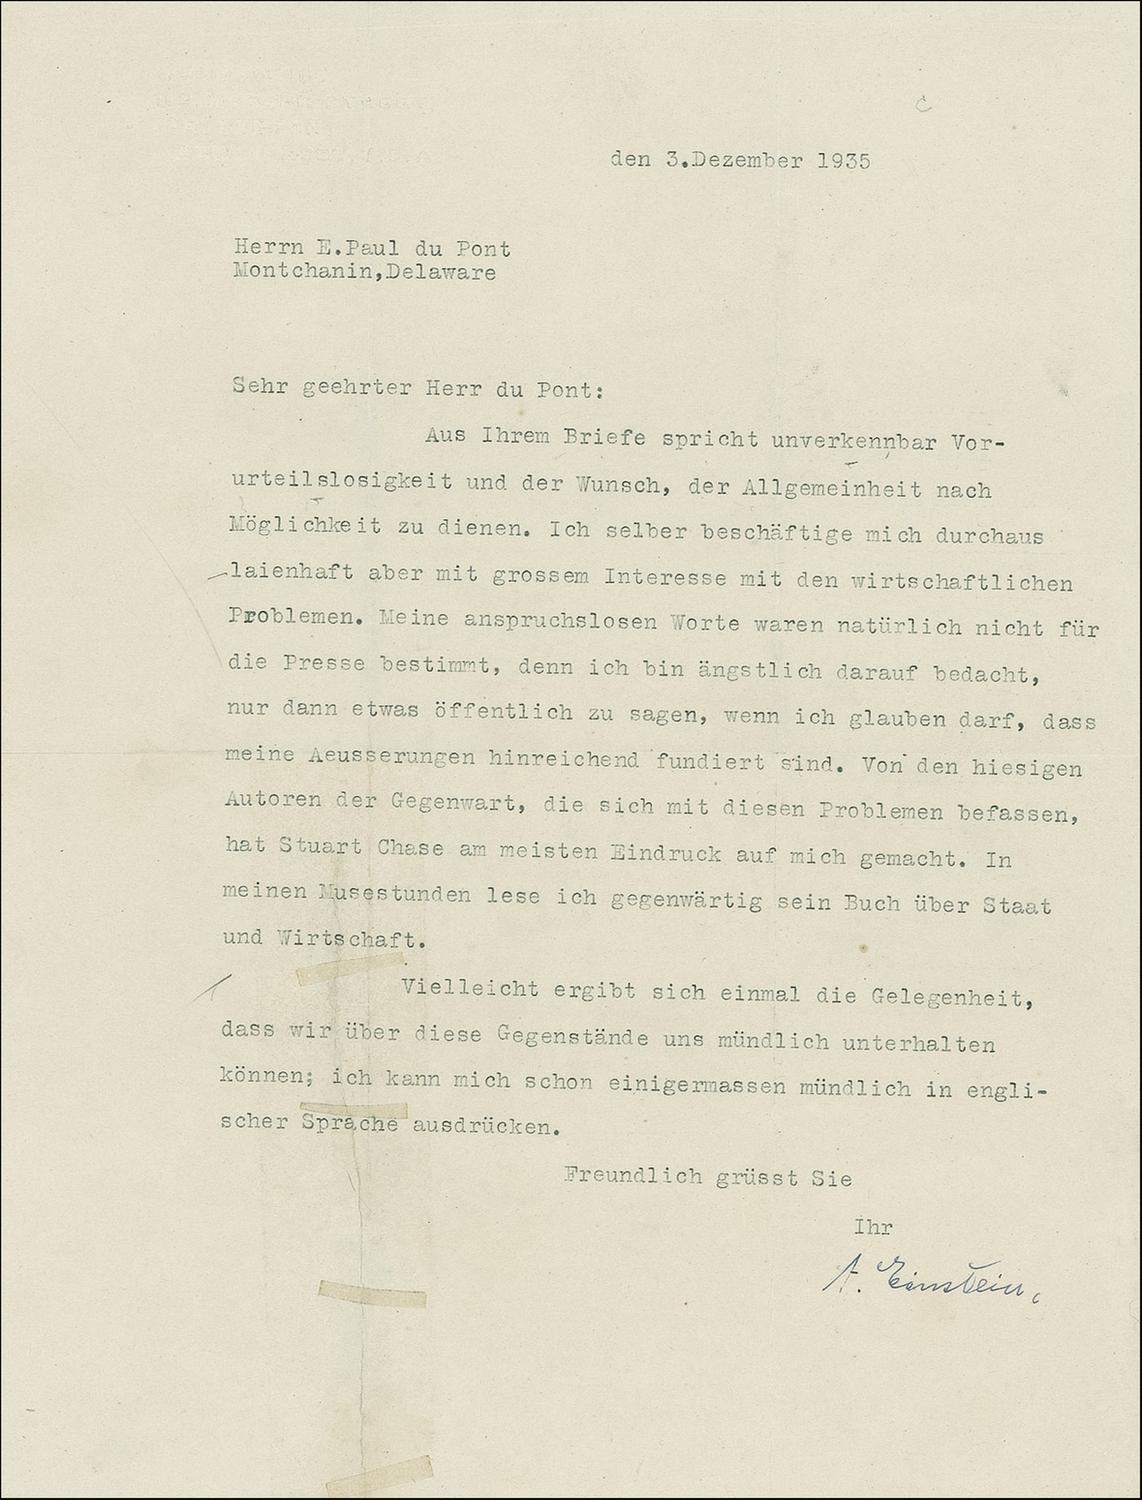 den 3.Dezember 1935
Herrn E.Paul du Pont
Montchanin,Delaware
Sehr geehrter Herr du Pont:
Aus Ihrem Briefe spricht unverkennbar Vor-
urteilslosigkeit und der Wunsch, der Allgemeinheit nach
Möglichkeit zu dienen. Ich selber beschäftige mich durchaus
laienhaft aber mit grossem Interesse mit den wirtschaftlichen
Problemen. Meine anspruchslosen Worte waren natürlich nicht für
die Presse bestimmt, denn ich bin ängstlich darauf bedacht,
nur dann etwas öffentlich zu sagen, wenn ich glauben darf, dass
meine Aeusserungen hinreichend fundiert sind. Von den hiesigen
Autoren der Gegenwart, die sich mit diesen Problemen befassen,
hat Stuart Chase am meisten Eindruck auf mich gemacht. In
meinen Musestunden lese ich gegenwärtig sein Buch über Staat
und Wirtschaft.
Vielleicht ergibt sich einmal die Gelegenheit,
dass wir über diese Gegenstände uns mündlich unterhalten
können; ich kann mich schon einigermassen mündlich in engli-
scher Sprache ausdrücken.
Freundlich grüsst Sie
Ihr
A. Einstein.